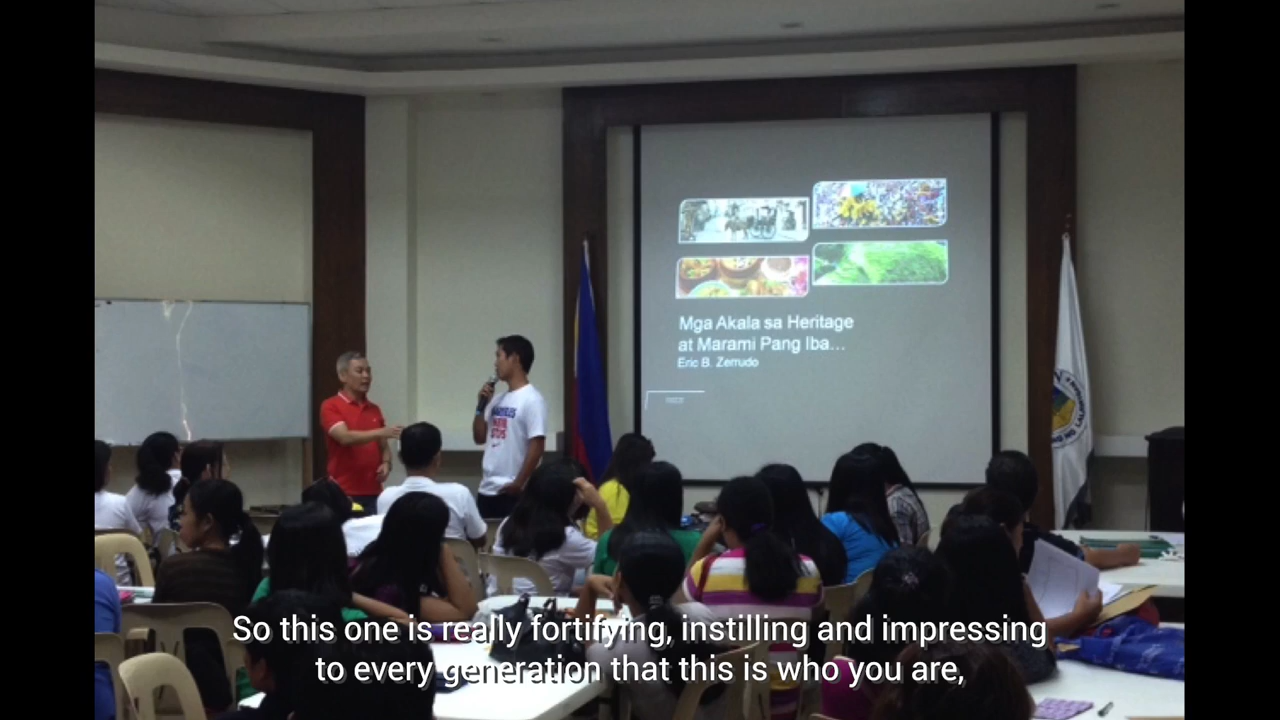 Mga Akala sa Heritage
at Marami Pang Iba...
Eric B. Zerrudo
So this one is really fortifying, instilling and impressing
to every generation that this is who you are,